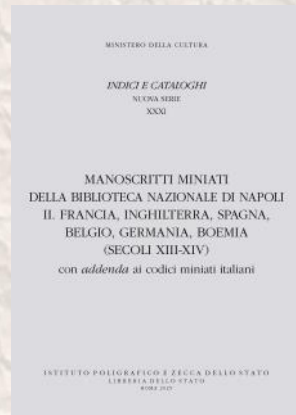 MINISTERO DELLA CULTURA
INDICI E CATALOGHI
NUOVA SERIE
XXXI
MANOSCRITTI MINIATI
DELLA BIBLIOTECA NAZIONALE DI NAPOLI
II. FRANCIA, INGHILTERRA, SPAGNA,
BELGIO, GERMANIA, BOEMIA
(SECOLI XIII-XIV)
con addenda ai codici miniati italiani
ISTITUTO POLIGRAFICO E ZECCA DELLO STATO
LIBRERIA DELLO STATO